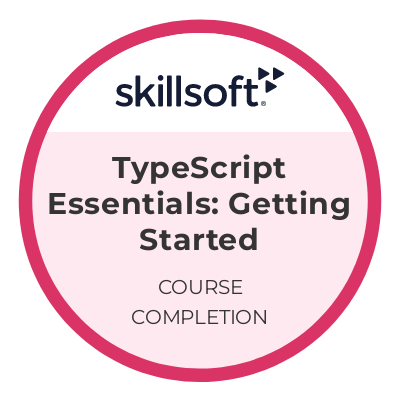 skillsoft®
TypeScript
Essentials: Getting
Started
COURSE
COMPLETION